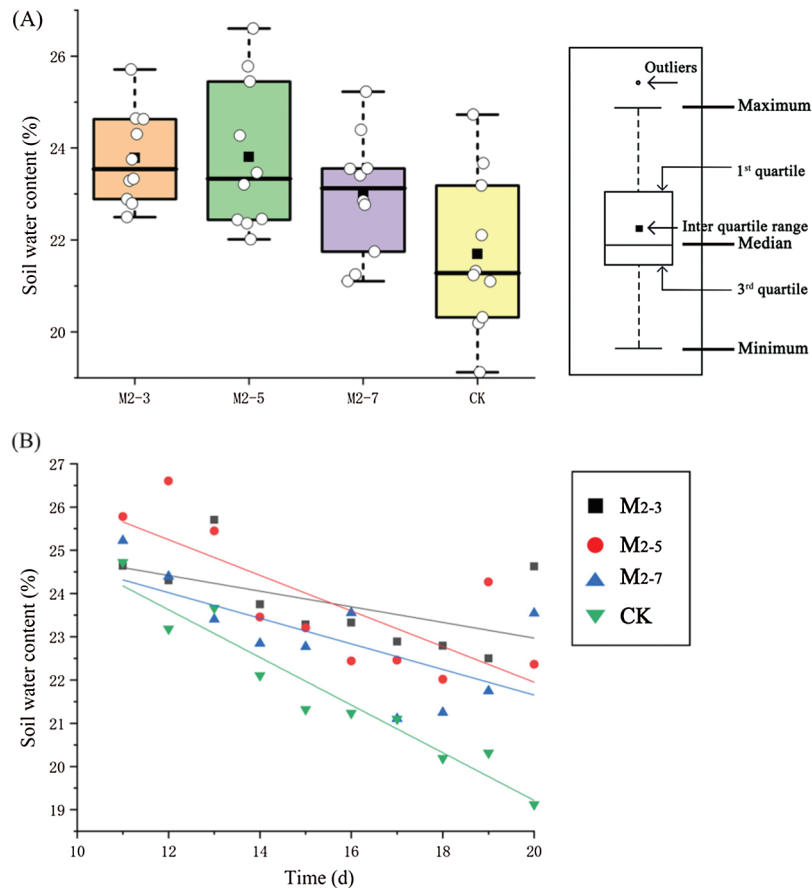 (A)
Soil water content (%)
26
24
22
20
M2-3 M2-5 M2-7 CK
Outliers
Maximum
1st quartile
Inter quartile range
Median
3rd quartile
Minimum
(B)
Soil water content (%)
27
26
25
24
23
22
21
20
19
10 12 14 16 18 20
Time (d)
M2-3
M2-5
M2-7
CK